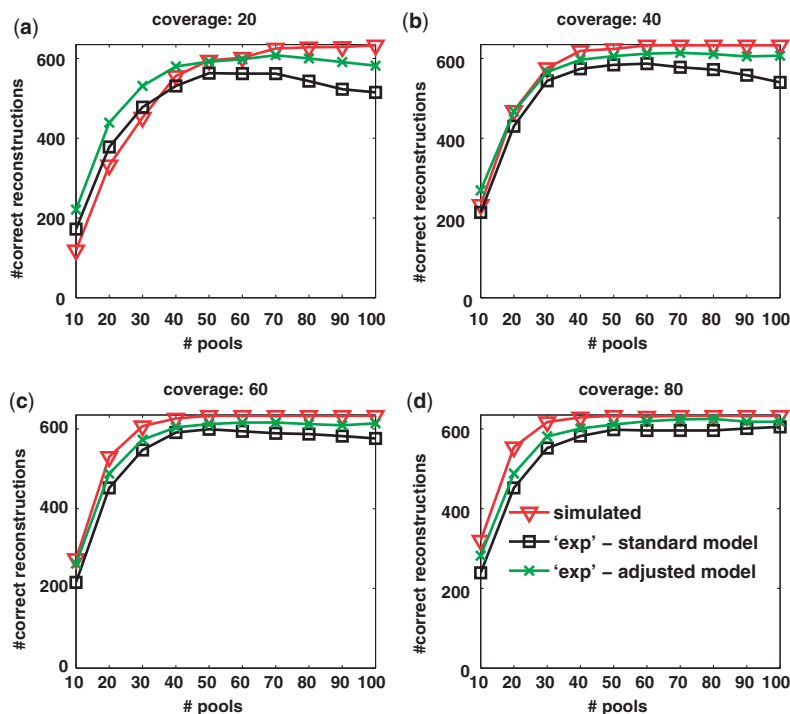 (a)
coverage: 20
#correct reconstructions
600
400
200
0
10 20 30 40 50 60 70 80 90 100
# pools
(b)
coverage: 40
#correct reconstructions
600
400
200
0
10 20 30 40 50 60 70 80 90 100
# pools
(c)
coverage: 60
#correct reconstructions
600
400
200
0
10 20 30 40 50 60 70 80 90 100
# pools
(d)
coverage: 80
#correct reconstructions
600
400
200
0
10 20 30 40 50 60 70 80 90 100
# pools
simulated
‘exp’ – standard model
‘exp’ – adjusted model